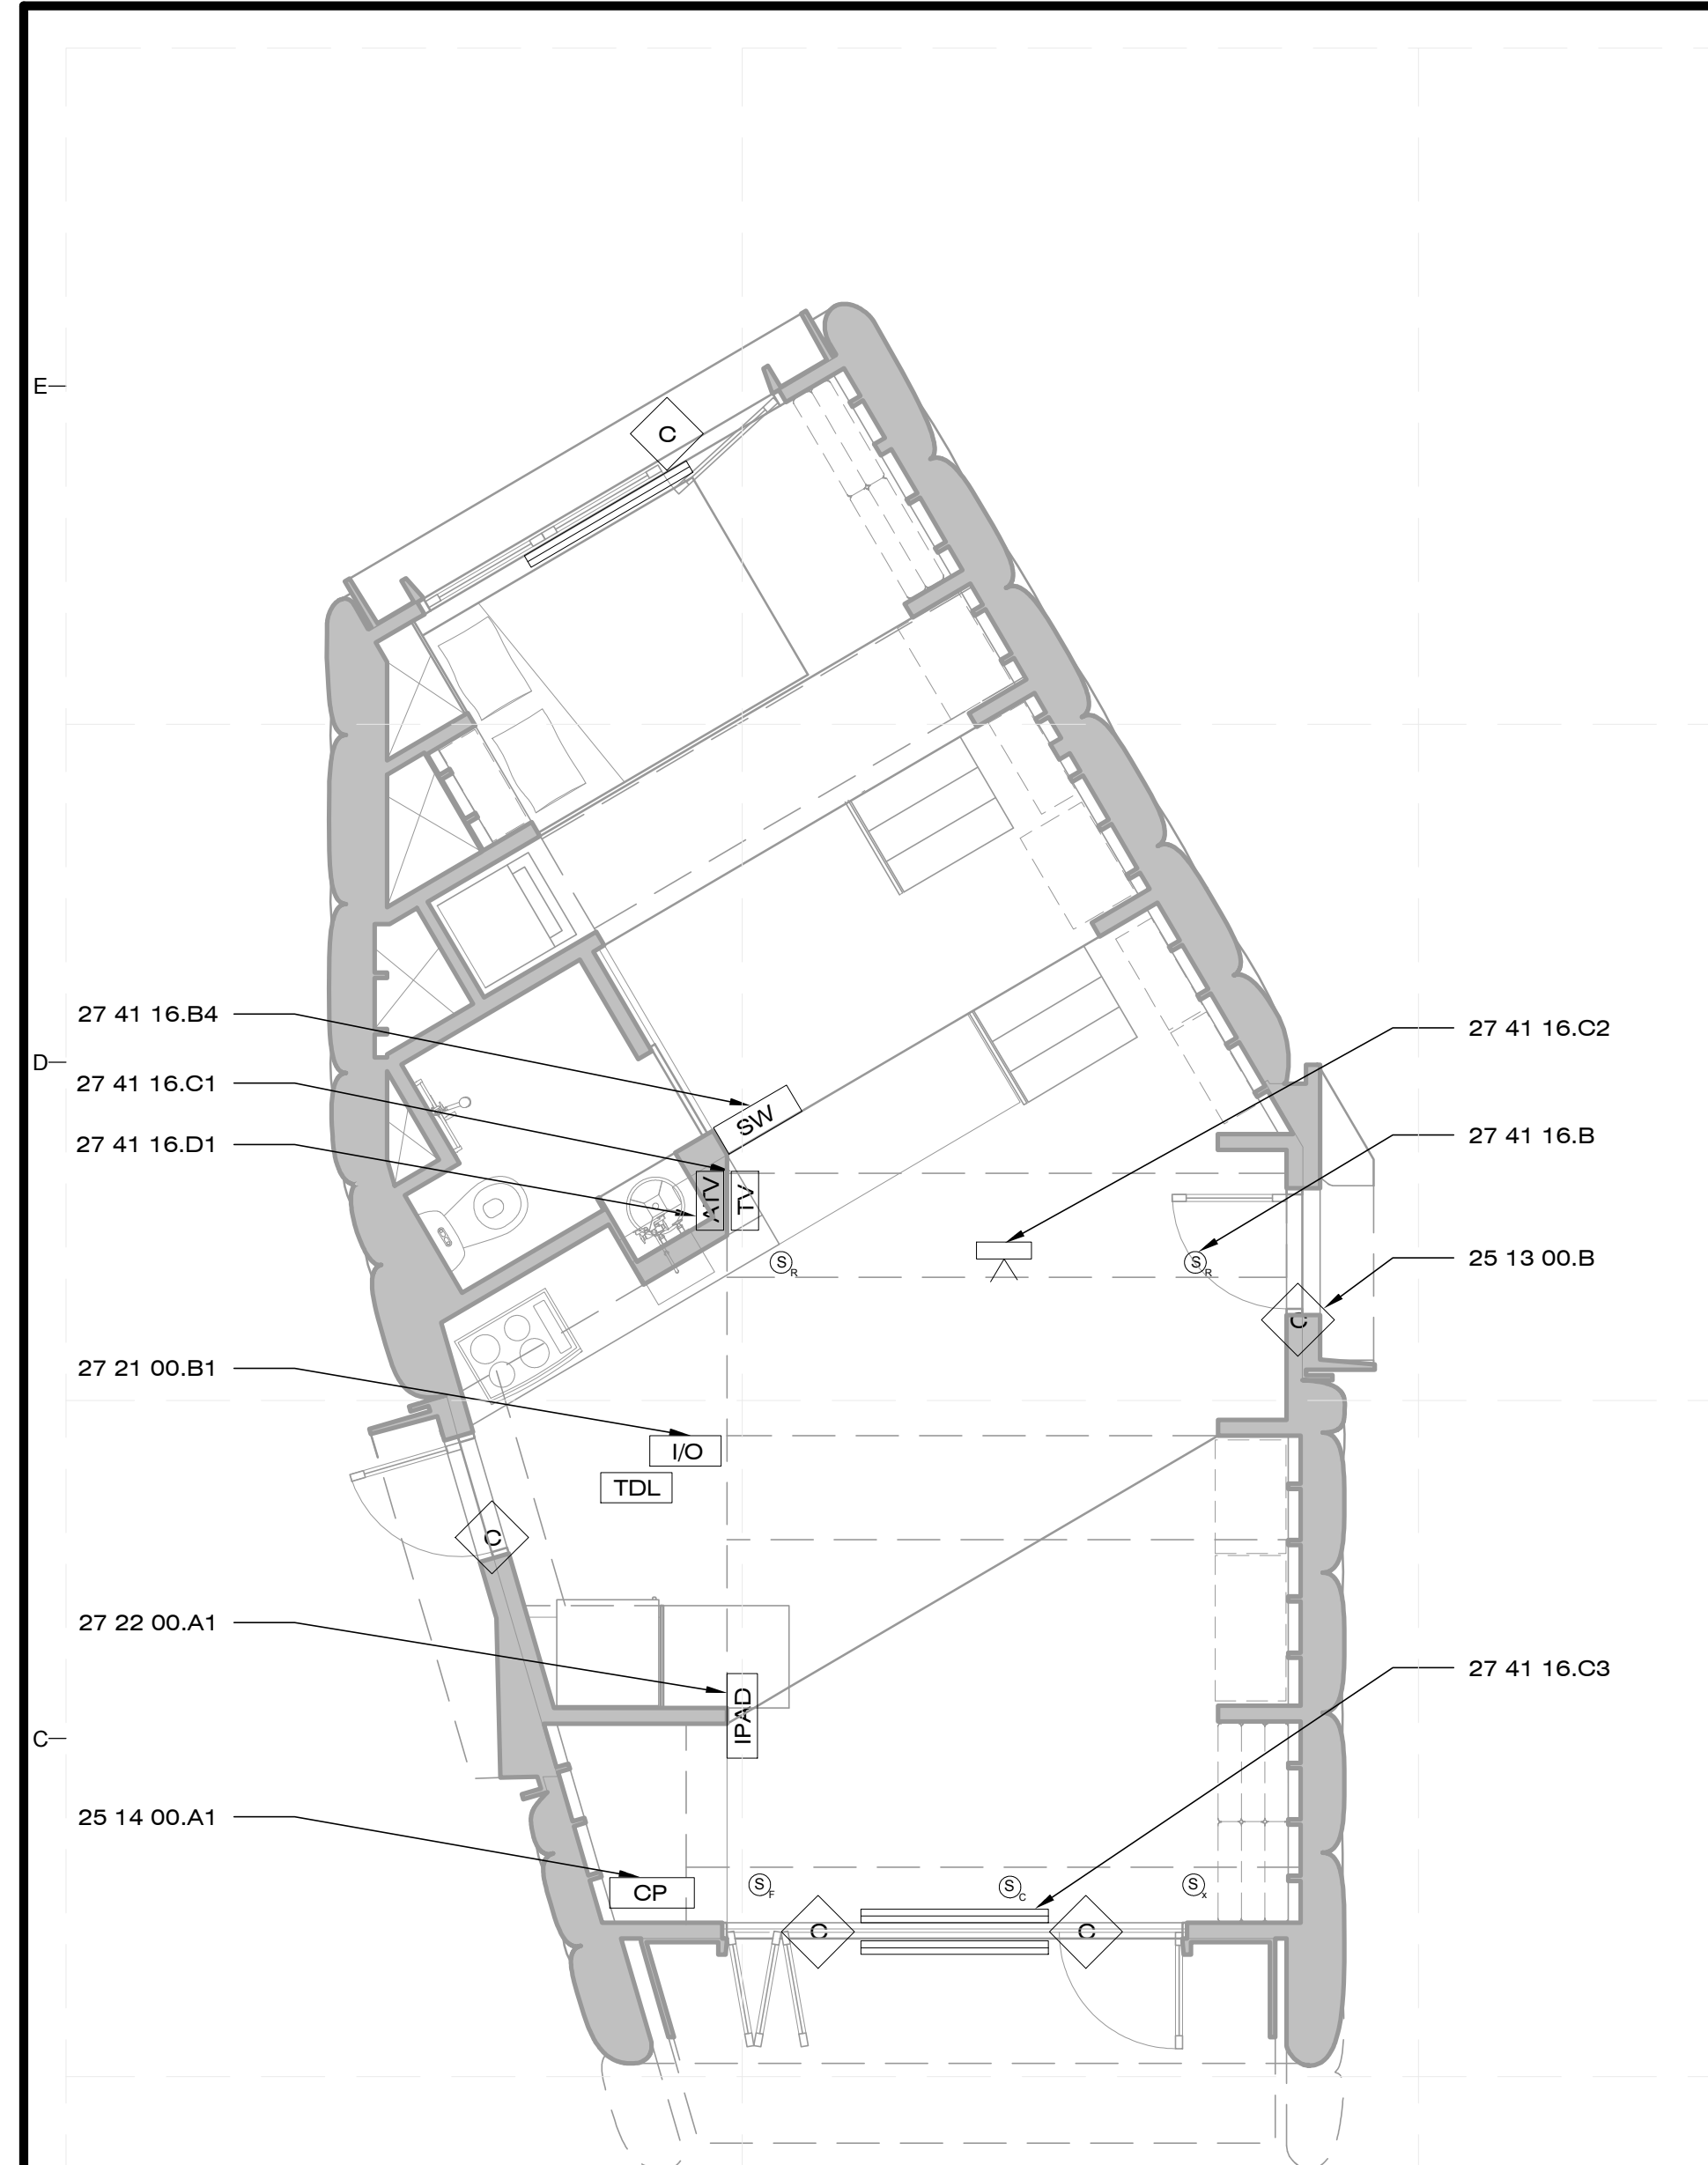 E
C
27 41 16.B4
27 41 16.C2
D
27 41 16.C1
SW
27 41 16.D1
27 41 16.B
ATV
TV
S R
S R
25 13 00.B
C
27 21 00.B1
I/O
TDL
C
27 22 00.A1
27 41 16.C3
IPAD
C
25 14 00.A1
CP
S F
S C
S x
C
C